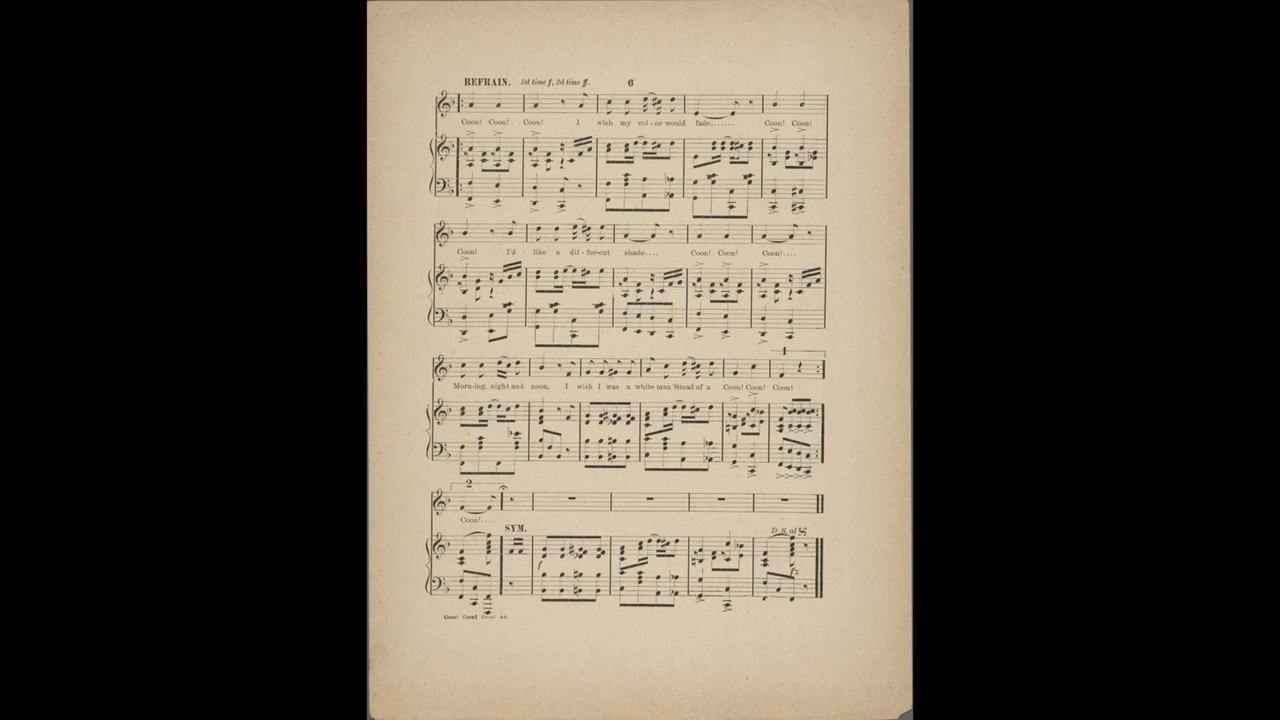 REFRAIN. 1st time f, 2d time ff. 6
Coon! Coon! Coon! I wish my col-or would fade,...... Coon! Coon!
Coon! I'd like a dif-fer-ent shade.... Coon! Coon! Coon!....
1
Morn-ing, night and noon, I wish I was a white man 'Stead of a Coon! Coon! Coon!
2
Coon!....
SYM. D. S. al
f
Coon! Coon! Coon! 4-4.